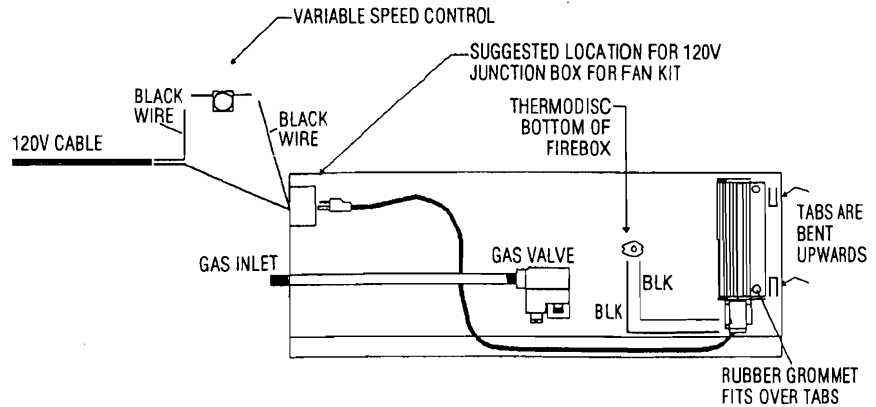 VARIABLE SPEED CONTROL
SUGGESTED LOCATION FOR 120V
JUNCTION BOX FOR FAN KIT
BLACK
WIRE
BLACK
WIRE
THERMODISC
BOTTOM OF
FIREBOX
120V CABLE
TABS ARE
BENT
UPWARDS
GAS INLET
GAS VALVE
BLK
BLK
RUBBER GROMMET
FITS OVER TABS